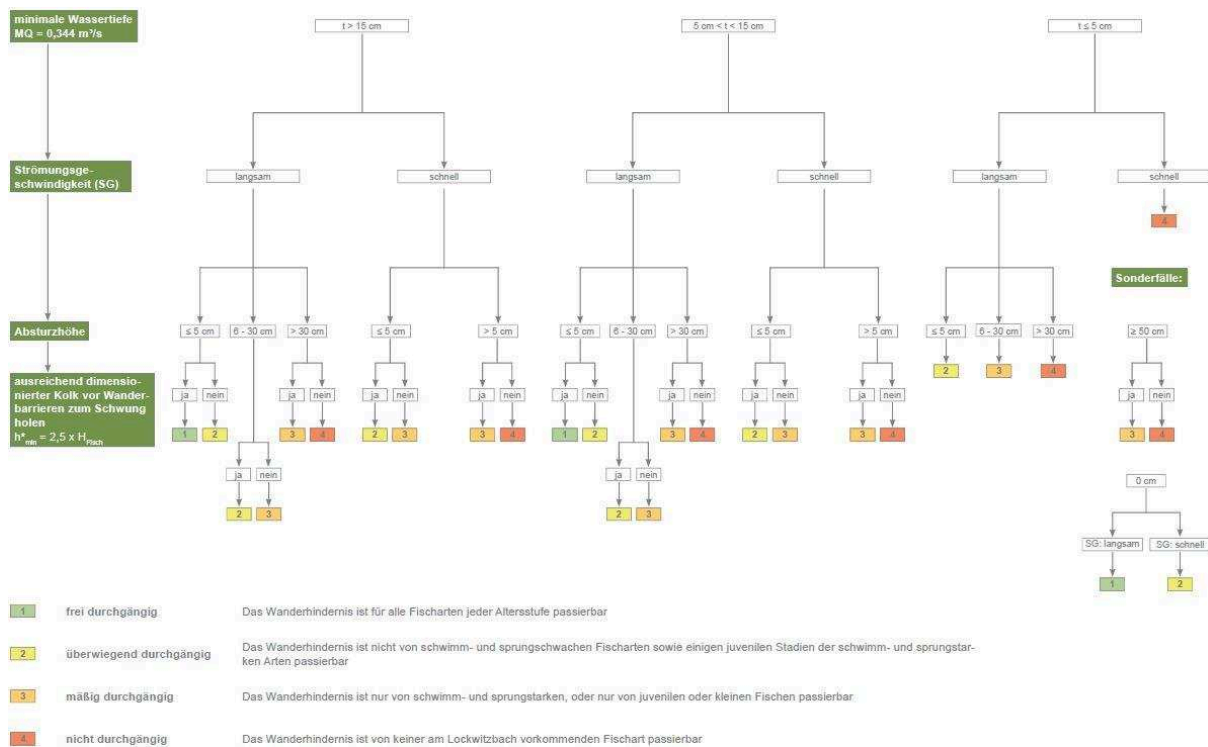 minimale Wassertiefe
MQ = 0,344 m³/s
t > 15 cm
5 cm < t < 15 cm
t ≤ 5 cm
Strömungsge-
schwindigkeit (SG)
langsam
schnell
langsam
schnell
langsam
schnell
4
Sonderfälle:
Absturzhöhe
≤ 5 cm
6 - 30 cm
> 30 cm
≤ 5 cm
> 5 cm
≤ 5 cm
6 - 30 cm
> 30 cm
≤ 5 cm
> 5 cm
≤ 5 cm
6 - 30 cm
> 30 cm
≥ 50 cm
2
3
4
ausreichend dimensio-
nierter Kolk vor Wander-
barrieren zum Schwung
holen
h*min = 2,5 x HFisch
ja
nein
ja
nein
ja
nein
ja
nein
ja
nein
ja
nein
ja
nein
ja
nein
ja
nein
1
2
3
4
2
3
3
4
1
2
3
4
2
3
3
4
3
4
ja
nein
ja
nein
2
3
2
3
0 cm
SG: langsam
SG: schnell
1
2
1 frei durchgängig Das Wanderhindernis ist für alle Fischarten jeder Altersstufe passierbar
2 überwiegend durchgängig Das Wanderhindernis ist nicht von schwimm- und sprungschwachen Fischarten sowie einigen juvenilen Stadien der schwimm- und sprungstar-
ken Arten passierbar
3 mäßig durchgängig Das Wanderhindernis ist nur von schwimm- und sprungstarken, oder nur von juvenilen oder kleinen Fischen passierbar
4 nicht durchgängig Das Wanderhindernis ist von keiner am Lockwitzbach vorkommenden Fischart passierbar